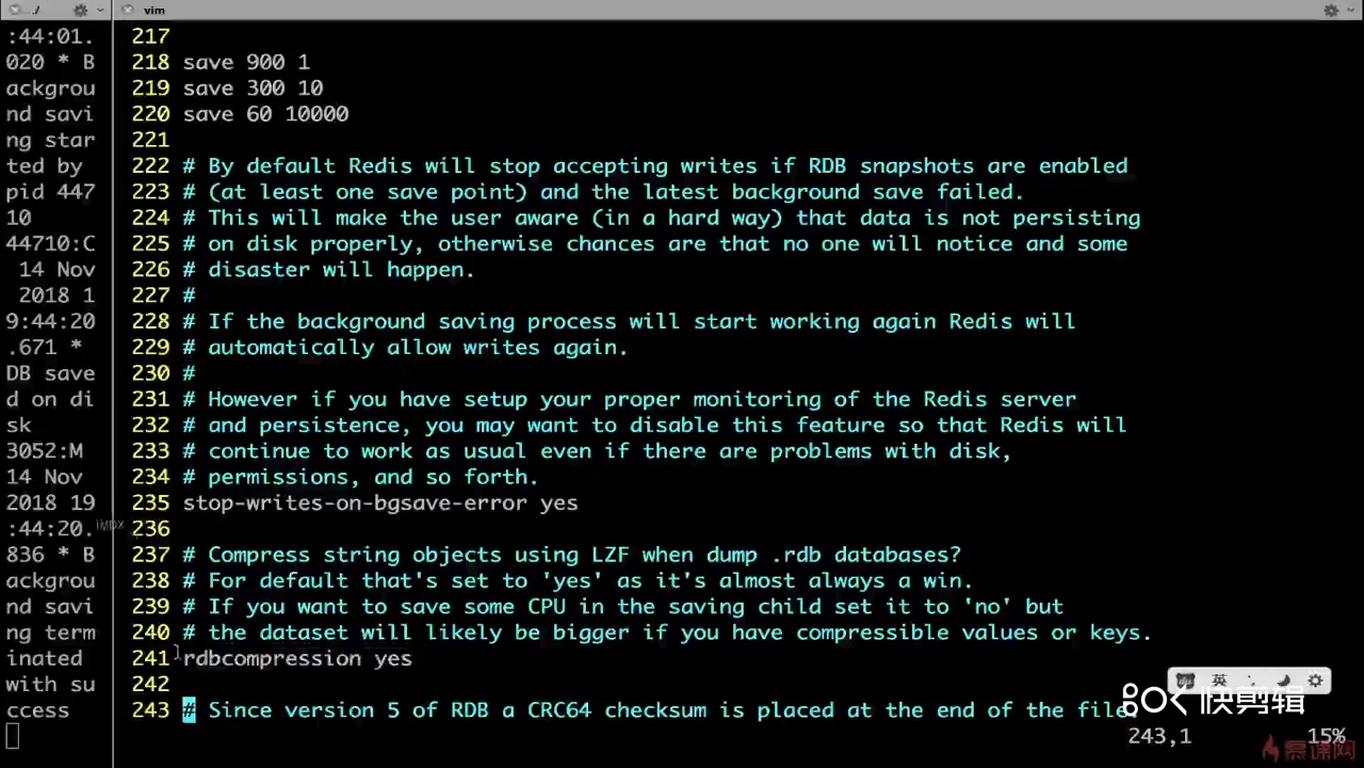 ./
vim
:44:01.
020 * B
ackgrou
nd savi
ng star
ted by
pid 447
10
44710:C
14 Nov
2018 1
9:44:20
.671 *
DB save
d on di
sk
3052:M
14 Nov
2018 19
:44:20.
836 * B
ackgrou
nd savi
ng term
inated
with su
ccess
217
218 save 900 1
219 save 300 10
220 save 60 10000
221
222 # By default Redis will stop accepting writes if RDB snapshots are enabled
223 # (at least one save point) and the latest background save failed.
224 # This will make the user aware (in a hard way) that data is not persisting
225 # on disk properly, otherwise chances are that no one will notice and some
226 # disaster will happen.
227 #
228 # If the background saving process will start working again Redis will
229 # automatically allow writes again.
230 #
231 # However if you have setup your proper monitoring of the Redis server
232 # and persistence, you may want to disable this feature so that Redis will
233 # continue to work as usual even if there are problems with disk,
234 # permissions, and so forth.
235 stop-writes-on-bgsave-error yes
236
237 # Compress string objects using LZF when dump .rdb databases?
238 # For default that's set to 'yes' as it's almost always a win.
239 # If you want to save some CPU in the saving child set it to 'no' but
240 # the dataset will likely be bigger if you have compressible values or keys.
241 rdbcompression yes
242
243 # Since version 5 of RDB a CRC64 checksum is placed at the end of the file.
英
快剪辑
243,1
15%
慕课网